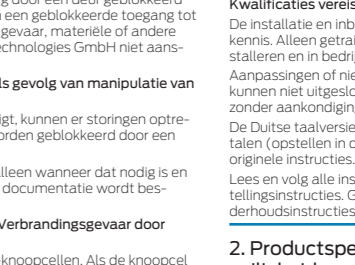 ng door een deur geblokkeerd
n een geblokkeerde toegang tot
gevaar, materiële of andere
echnologies GmbH niet aans-
ls gevolg van manipulatie van
igt, kunnen er storingen optre-
orden geblokkeerd door een
lleen wanneer dat nodig is en
documentatie wordt bes-
Verbrandingsgevaar door
knoopcellen. Als de knoopcel
Kwalificaties vereis
De installatie en inb
kennis. Alleen getrai
stalleren en in bedrij
Aanpassingen of nie
kunnen niet uitgeslo
zonder aankondiging
De Duitse taalversie
talen (opstellen in d
originele instructies.
Lees en volg alle ins
tellingsinstructies. G
derhoudsinstructies
2. Productspe